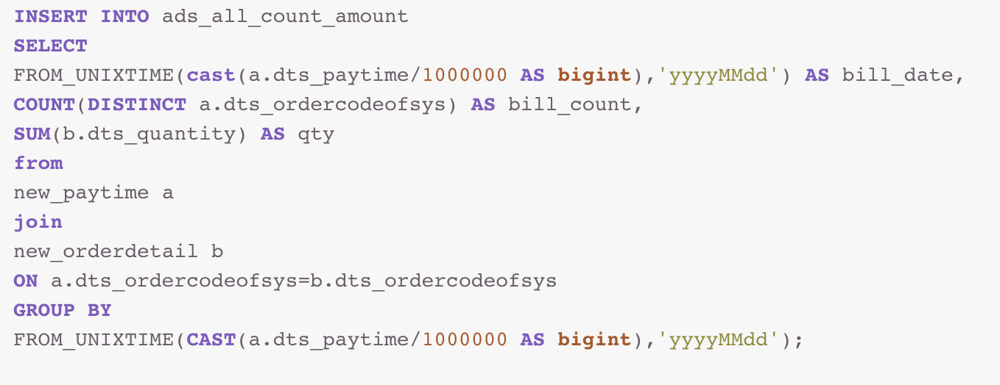 INSERT INTO ads_all_count_amount
SELECT
FROM_UNIXTIME(cast(a.dts_paytime/1000000 AS bigint),'yyyyMMdd') AS bill_date,
COUNT(DISTINCT a.dts_ordercodeofsys) AS bill_count,
SUM(b.dts_quantity) AS qty
from
new_paytime a
join
new_orderdetail b
ON a.dts_ordercodeofsys=b.dts_ordercodeofsys
GROUP BY
FROM_UNIXTIME(CAST(a.dts_paytime/1000000 AS bigint),'yyyyMMdd');